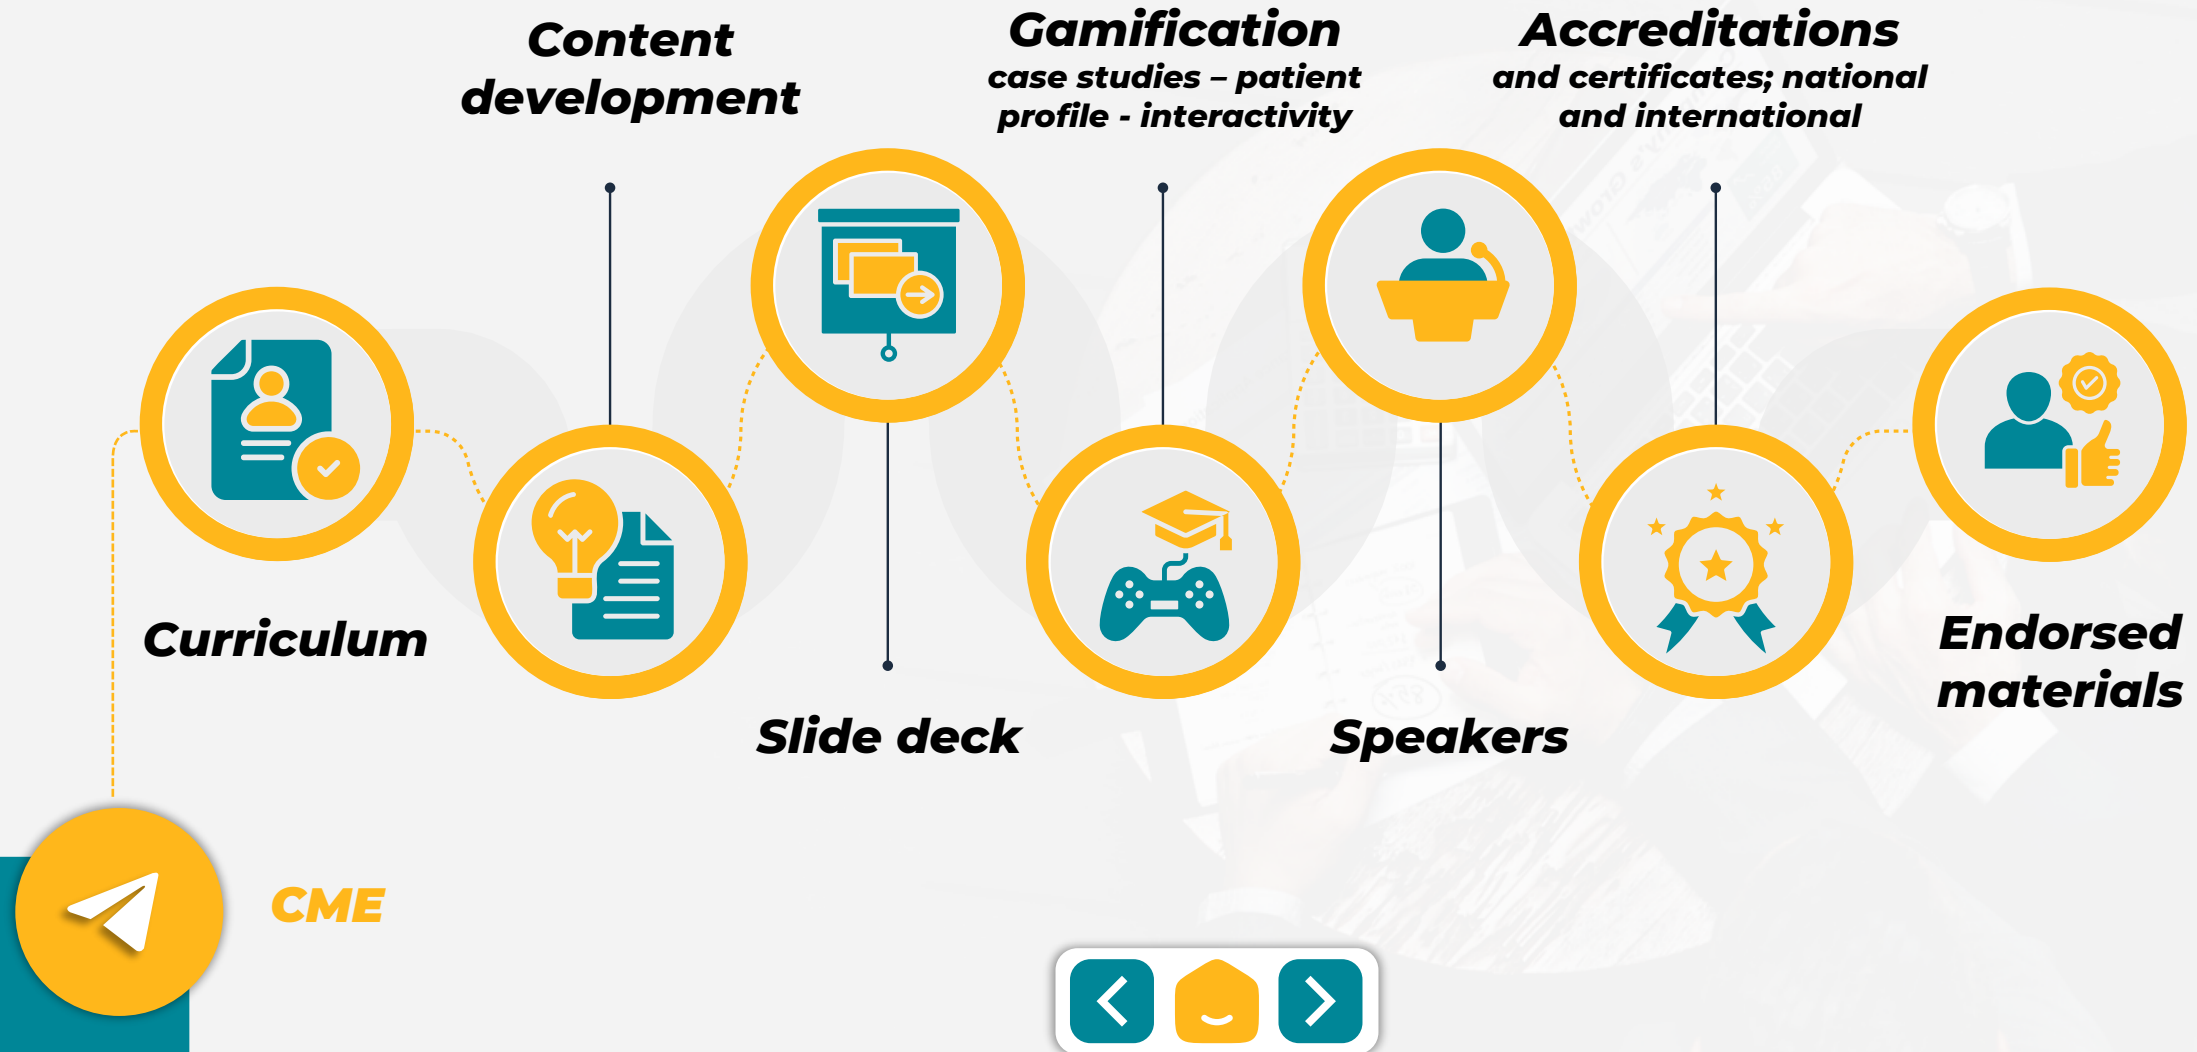 Content
development
Gamification
case studies – patient
profile - interactivity
Accreditations
and certificates; national
and international
Curriculum
Slide deck
Speakers
Endorsed
materials
CME